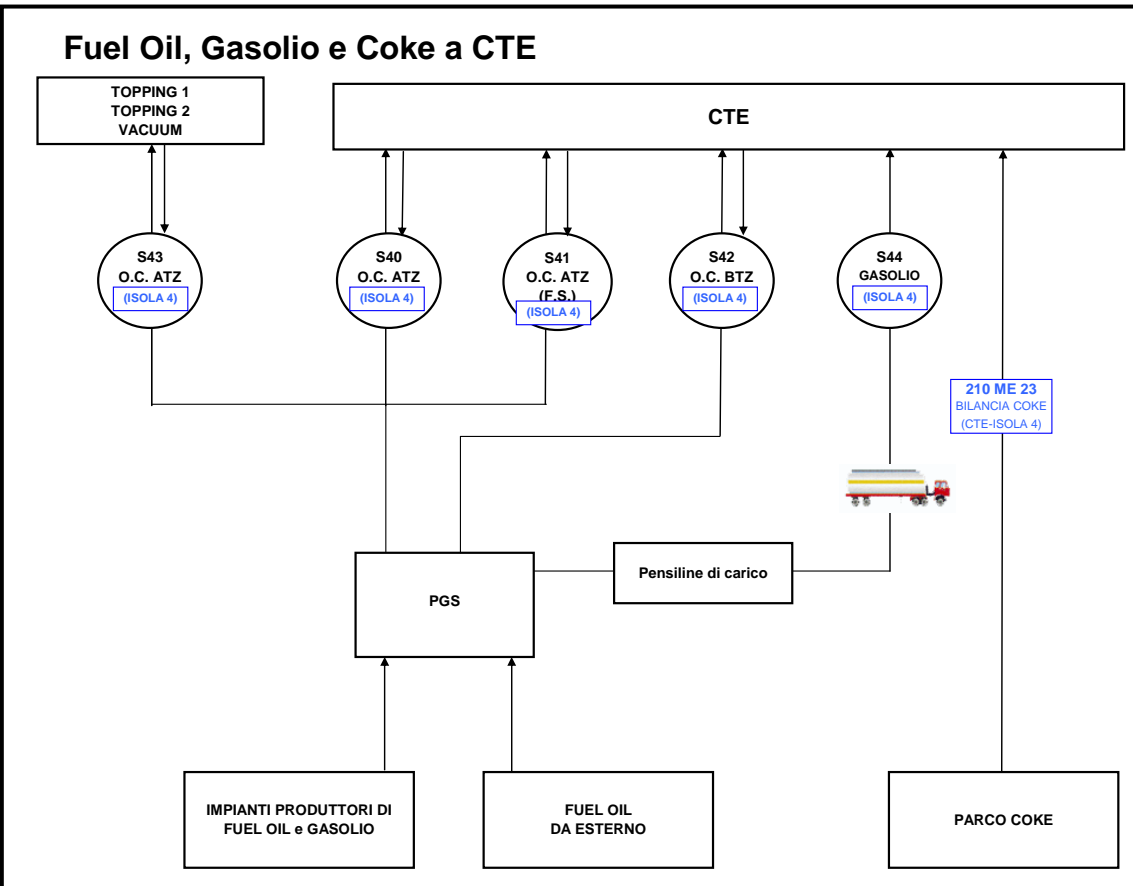 Fuel Oil, Gasolio e Coke a CTE
TOPPING 1
TOPPING 2
VACUUM
CTE
S43
O.C. ATZ
(ISOLA 4)
S40
O.C. ATZ
(ISOLA 4)
S41
O.C. ATZ
(F.S.)
(ISOLA 4)
S42
O.C. BTZ
(ISOLA 4)
S44
GASOLIO
(ISOLA 4)
210 ME 23
BILANCIA COKE
(CTE-ISOLA 4)
Pensiline di carico
PGS
IMPIANTI PRODUTTORI DI
FUEL OIL e GASOLIO
FUEL OIL
DA ESTERNO
PARCO COKE